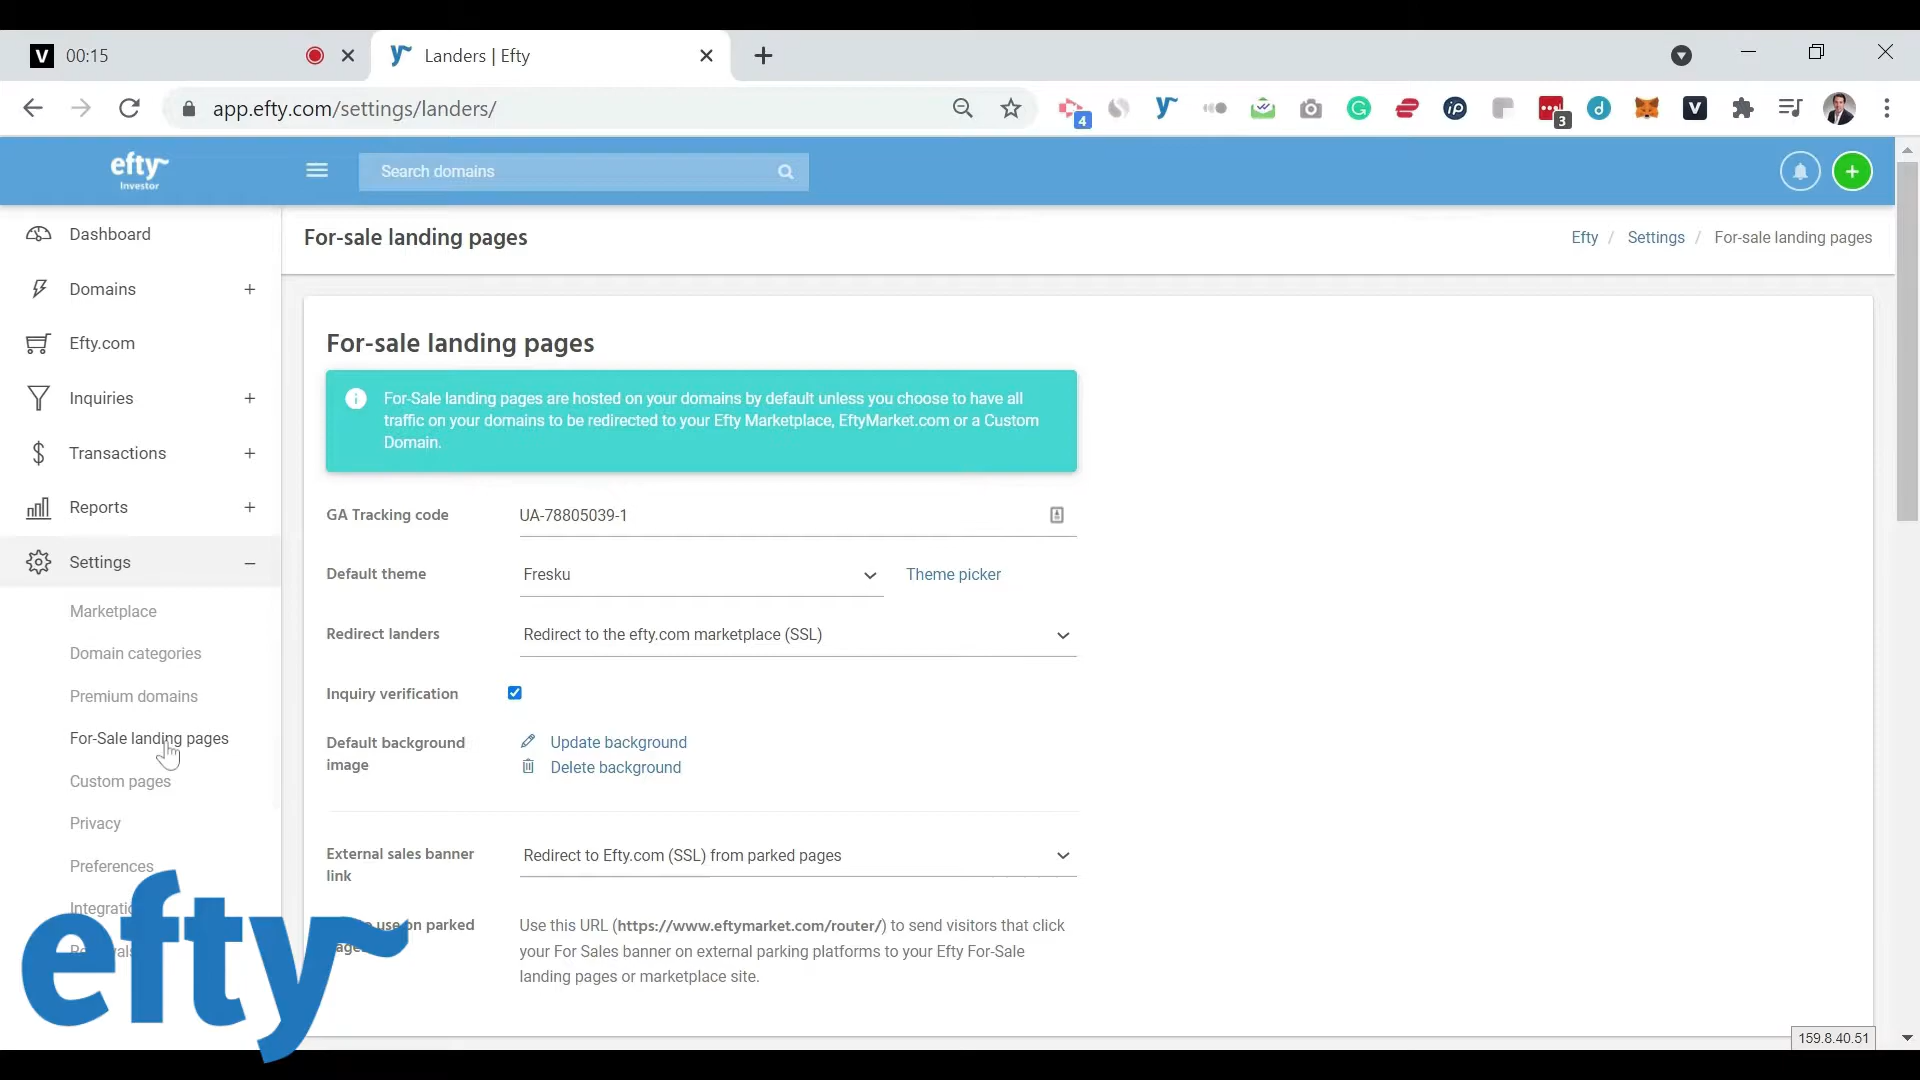 V 00:15
Landers | Efty
app.efty.com/settings/landers/
4
3
efty
Investor
Search domains
Dashboard
Domains
Efty.com
Inquiries
Transactions
Reports
Settings
Marketplace
Domain categories
Premium domains
For-Sale landing pages
Custom pages
Privacy
Preferences
efty
For-sale landing pages
Efty / Settings / For-sale landing pages
For-sale landing pages
For-Sale landing pages are hosted on your domains by default unless you choose to have all
traffic on your domains to be redirected to your Efty Marketplace, EftyMarket.com or a Custom
Domain.
GA Tracking code UA-78805039-1
Default theme Fresku Theme picker
Redirect landers Redirect to the efty.com marketplace (SSL)
Inquiry verification
Default background
image
Update background
Delete background
External sales banner
link
Redirect to Efty.com (SSL) from parked pages
use on parked
Use this URL (https://www.eftymarket.com/router/) to send visitors that click
your For Sales banner on external parking platforms to your Efty For-Sale
landing pages or marketplace site.
159.8.40.51